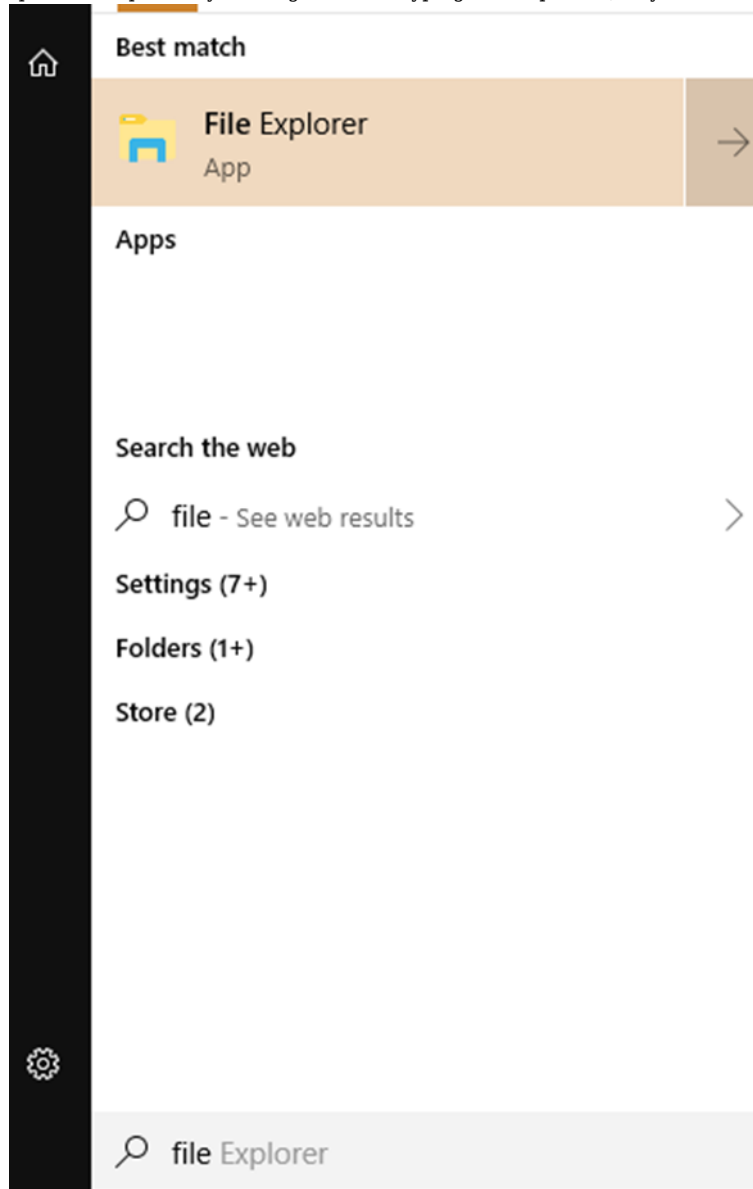 Best match
File Explorer
App
Apps
Search the web
file - See web results
Settings (7+)
Folders (1+)
Store (2)
file Explorer